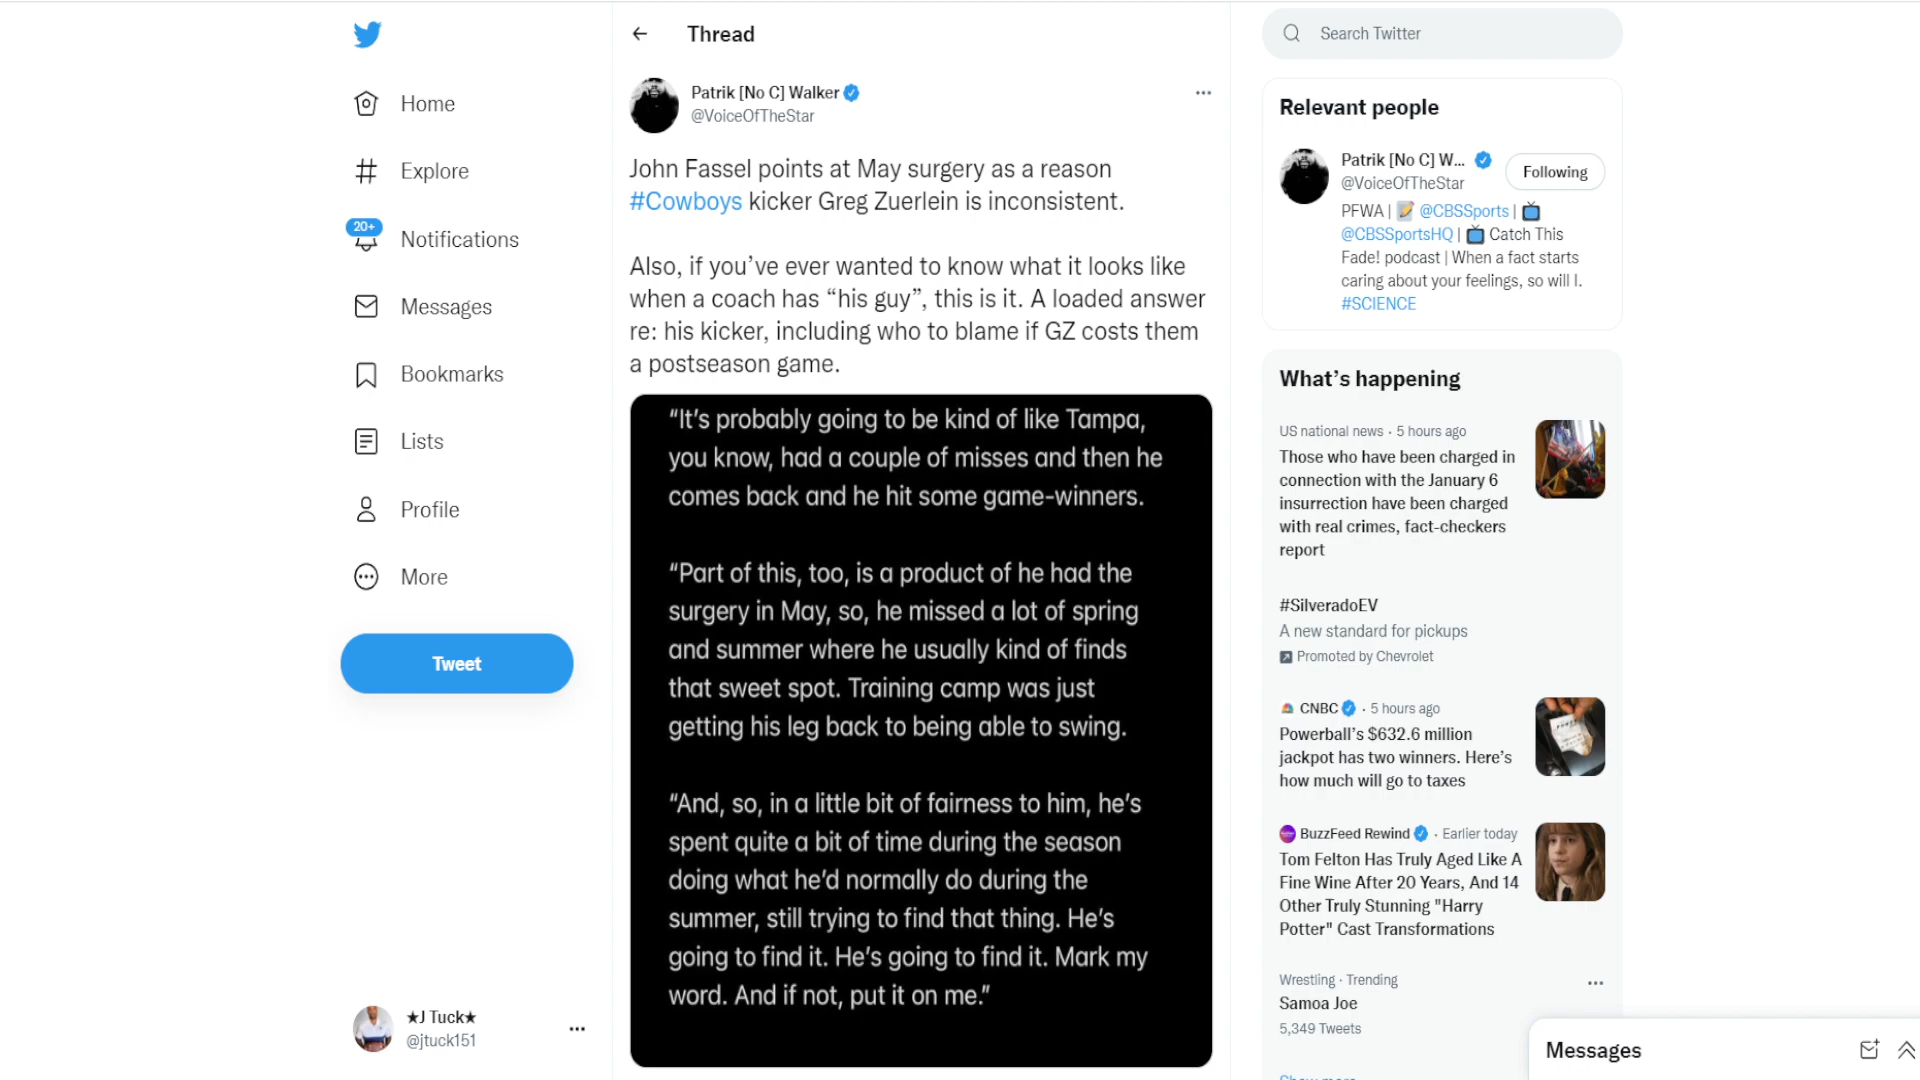 Home
Explore
20+
Notifications
Messages
Bookmarks
Lists
Profile
More
Tweet
★J Tuck★
@jtuck151
Thread
Patrik [No C] Walker
@VoiceOfTheStar
John Fassel points at May surgery as a reason
#Cowboys kicker Greg Zuerlein is inconsistent.
Also, if you’ve ever wanted to know what it looks like
when a coach has “his guy”, this is it. A loaded answer
re: his kicker, including who to blame if GZ costs them
a postseason game.
“It’s probably going to be kind of like Tampa,
you know, had a couple of misses and then he
comes back and he hit some game-winners.
“Part of this, too, is a product of he had the
surgery in May, so, he missed a lot of spring
and summer where he usually kind of finds
that sweet spot. Training camp was just
getting his leg back to being able to swing.
“And, so, in a little bit of fairness to him, he’s
spent quite a bit of time during the season
doing what he’d normally do during the
summer, still trying to find that thing. He’s
going to find it. He’s going to find it. Mark my
word. And if not, put it on me.”
Search Twitter
Relevant people
Patrik [No C] W...
@VoiceOfTheStar
Following
PFWA | @CBSSports |
@CBSSportsHQ | Catch This
Fade! podcast | When a fact starts
caring about your feelings, so will I.
#SCIENCE
What’s happening
US national news · 5 hours ago
Those who have been charged in
connection with the January 6
insurrection have been charged
with real crimes, fact-checkers
report
#SilveradoEV
A new standard for pickups
Promoted by Chevrolet
CNBC · 5 hours ago
Powerball’s $632.6 million
jackpot has two winners. Here’s
how much will go to taxes
BuzzFeed Rewind · Earlier today
Tom Felton Has Truly Aged Like A
Fine Wine After 20 Years, And 14
Other Truly Stunning "Harry
Potter" Cast Transformations
Wrestling · Trending
Samoa Joe
5,349 Tweets
Show more
Messages